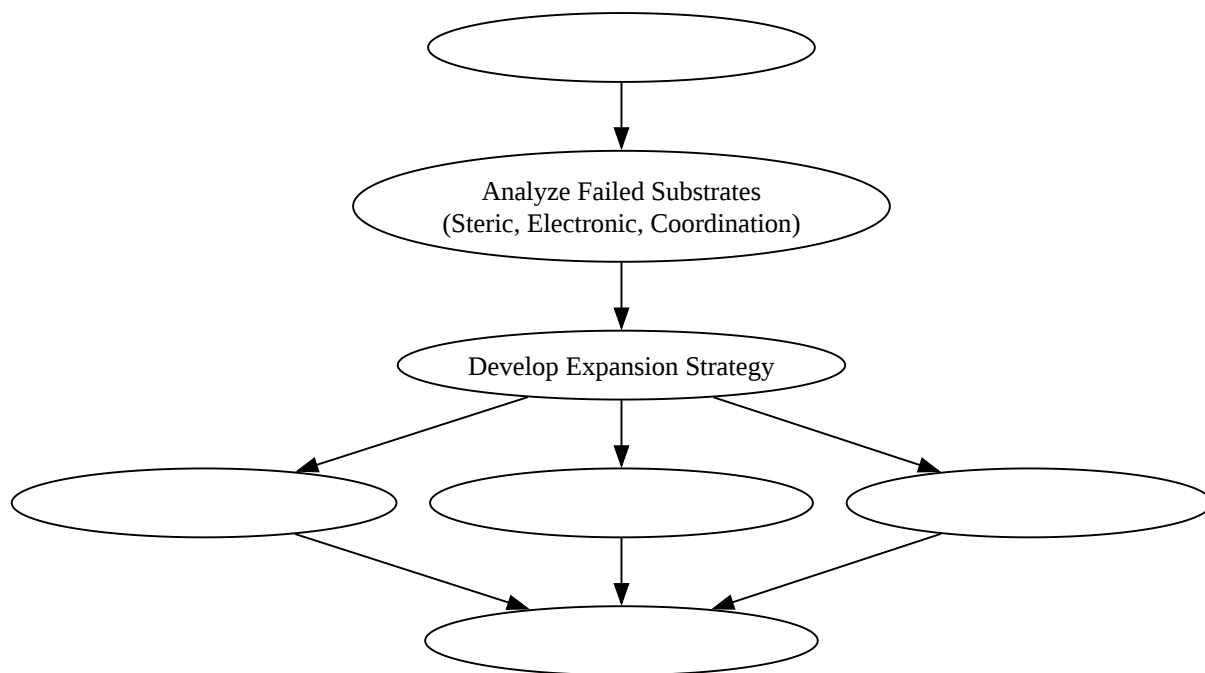 Analyze Failed Substrates
(Steric, Electronic, Coordination)
Develop Expansion Strategy